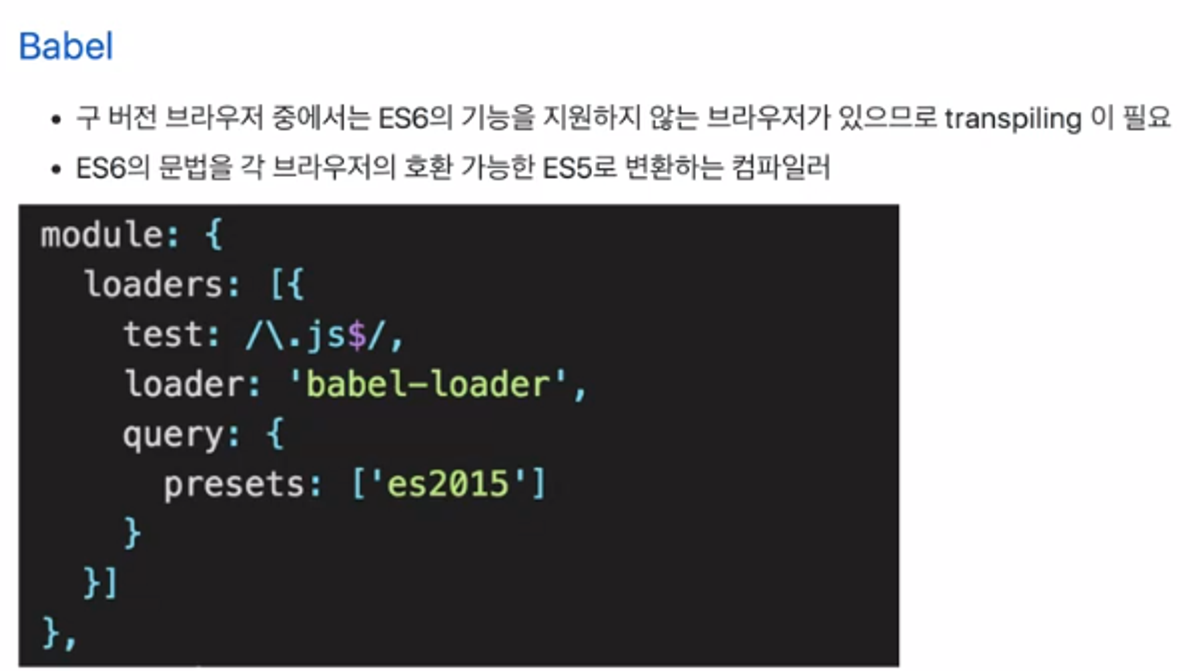 Babel
• 구 버전 브라우저 중에서는 ES6의 기능을 지원하지 않는 브라우저가 있으므로 transpiling 이 필요
• ES6의 문법을 각 브라우저의 호환 가능한 ES5로 변환하는 컴파일러
module: {
  loaders: [{
    test: /\.js$/,
    loader: 'babel-loader',
    query: {
      presets: ['es2015']
    }
  }]
},